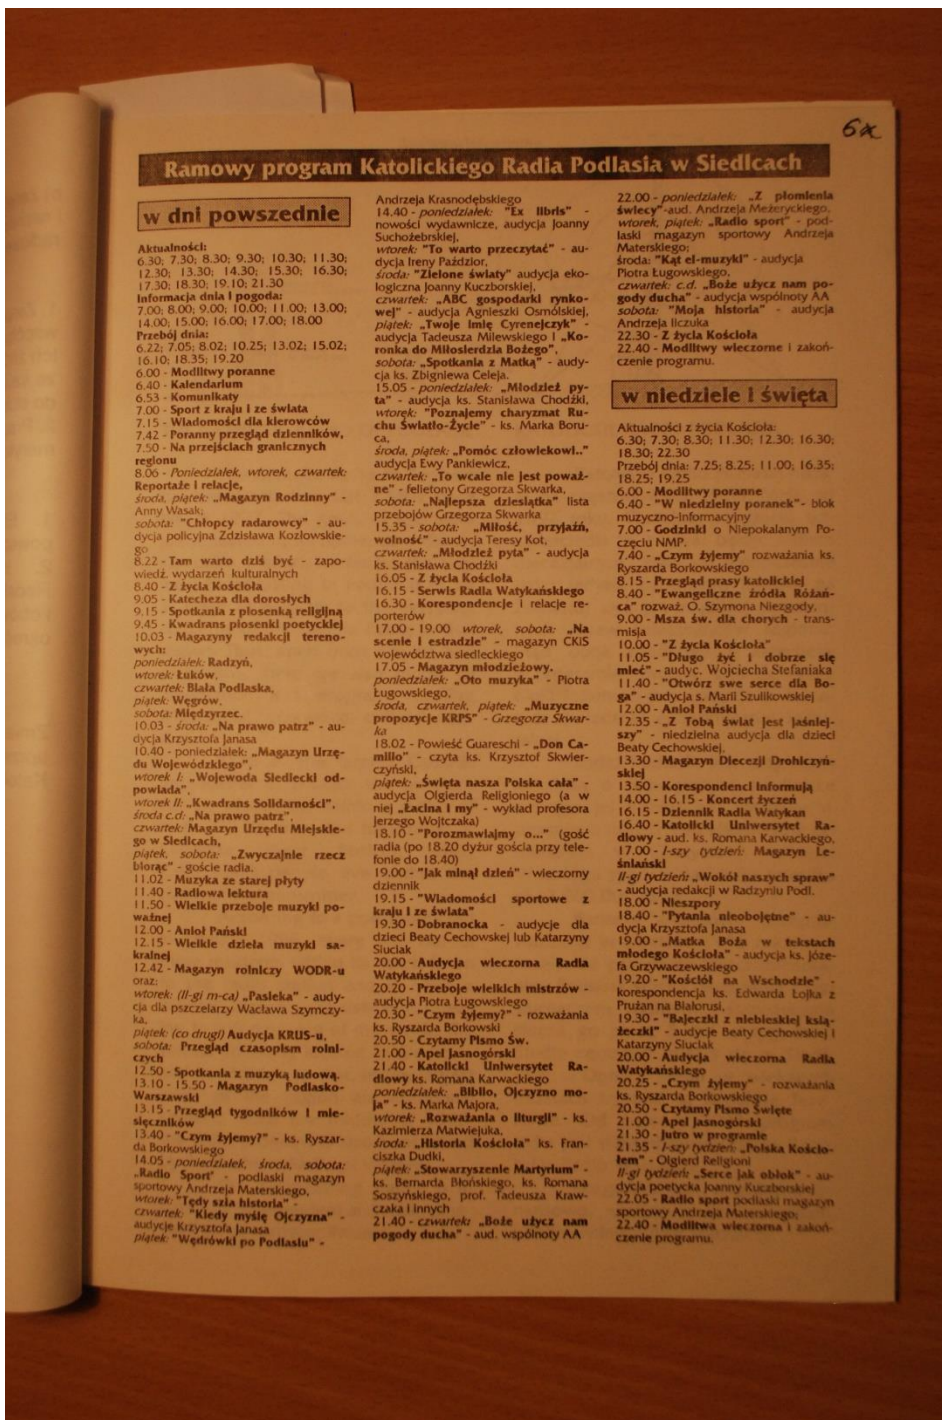 6x
Ramowy program Katolickiego Radia Podlasia w Siedlcach
w dni powszednie
Aktualności:
6.30; 7.30; 8.30; 9.30; 10.30; 11.30;
12.30; 13.30; 14.30; 15.30; 16.30;
17.30; 18.30; 19.10; 21.30
Informacja dnia i pogoda:
7.00; 8.00; 9.00; 10.00; 11.00; 13.00;
14.00; 15.00; 16.00; 17.00; 18.00
Przebój dnia:
6.22; 7.05; 8.02; 10.25; 13.02; 15.02;
16.10; 18.35; 19.20
6.00 - Modlitwy poranne
6.40 - Kalendarium
6.53 - Komunikaty
7.00 - Sport z kraju i ze świata
7.15 - Wiadomości dla kierowców
7.42 - Poranny przegląd dzienników,
7.50 - Na przejściach granicznych
regionu
8.06 - Poniedziałek, wtorek, czwartek:
Reportaże i relacje,
środa, piątek: „Magazyn Rodzinny" -
Anny Wasak;
sobota: "Chłopcy radarowcy" - au-
dycja policyjna Zdzisława Kozłowskie-
go
8.22 - Tam warto dziś być - zapo-
wiedź. wydarzeń kulturalnych
8.40 - Z życia Kościoła
9.05 - Katecheza dla dorosłych
9.15 - Spotkania z piosenką religijną
9.45 - Kwadrans piosenki poetyckiej
10.03 - Magazyny redakcji tereno-
wych:
poniedziałek: Radzyń,
wtorek: Łuków,
czwartek: Biała Podlaska,
piątek: Węgrów,
sobota: Międzyrzec.
10.03 - środa: „Na prawo patrz" - au-
dycja Krzysztofa Janasa
10.40 - poniedziałek: „Magazyn Urzę-
du Wojewódzkiego",
wtorek I: „Wojewoda Siedlecki od-
powiada",
wtorek II: „Kwadrans Solidarności",
środa c.d: „Na prawo patrz",
czwartek: Magazyn Urzędu Miejskie-
go w Siedlcach,
piątek, sobota: „Zwyczajnie rzecz
biorąc" - goście radia.
11.02 - Muzyka ze starej płyty
11.40 - Radiowa lektura
11.50 - Wielkie przeboje muzyki po-
ważnej
12.00 - Anioł Pański
12.15 - Wielkie dzieła muzyki sa-
kralnej
12.42 - Magazyn rolniczy WODR-u
oraz:
wtorek: (II-gi m-ca) „Pasieka" - audy-
cja dla pszczelarzy Wacława Szymczy-
ka,
piątek: (co drugi) Audycja KRUS-u,
sobota: Przegląd czasopism rolni-
czych
12.50 - Spotkania z muzyką ludową.
13.10 - 15.50 - Magazyn Podlasko-
Warszawski
13.15 - Przegląd tygodników i mie-
sięczników
13.40 - "Czym żyjemy?" - ks. Ryszar-
da Borkowskiego
14.05 - poniedziałek, środa, sobota:
„Radio Sport" - podlaski magazyn
sportowy Andrzeja Materskiego,
wtorek: "Tędy szła historia" -
czwartek: "Kiedy myślę Ojczyzna" -
audycje Krzysztofa Janasa
piątek: "Wędrówki po Podlasiu" -
Andrzeja Krasnodębskiego
14.40 - poniedziałek: "Ex libris" -
nowości wydawnicze, audycja Joanny
Suchożebrskiej,
wtorek: "To warto przeczytać" - au-
dycja Ireny Paździor,
środa: "Zielone światy" audycja eko-
logiczna Joanny Kuczborskiej,
czwartek: „ABC gospodarki rynko-
wej" - audycja Agnieszki Osmólskiej,
piątek: „Twoje imię Cyrenejczyk" -
audycja Tadeusza Milewskiego i „Ko-
ronka do Miłosierdzia Bożego",
sobota: „Spotkania z Matką" - audy-
cja ks. Zbigniewa Celeja.
15.05 - poniedziałek: „Młodzież py-
ta" - audycja ks. Stanisława Chodźki,
wtorek: "Poznajemy charyzmat Ru-
chu Światło-Życie" - ks. Marka Boru-
ca,
środa, piątek: „Pomóc człowiekowi.."
audycja Ewy Pankiewicz,
czwartek: „To wcale nie jest poważ-
ne" - felietony Grzegorza Skwarka,
sobota: „Najlepsza dziesiątka" lista
przebojów Grzegorza Skwarka
15.35 - sobota: „Miłość, przyjaźń,
wolność" - audycja Teresy Kot,
czwartek: „Młodzież pyta" - audycja
ks. Stanisława Chodźki
16.05 - Z życia Kościoła
16.15 - Serwis Radia Watykańskiego
16.30 - Korespondencje i relacje re-
porterów
17.00 - 19.00 wtorek, sobota: „Na
scenie i estradzie" - magazyn CKiS
województwa siedleckiego
17.05 - Magazyn młodzieżowy.
poniedziałek: „Oto muzyka" - Piotra
Ługowskiego,
środa, czwartek, piątek: „Muzyczne
propozycje KRPS" - Grzegorza Skwar-
ka
18.02 - Powieść Guareschi - „Don Ca-
millo" - czyta ks. Krzysztof Skwier-
czyński,
piątek: „Święta nasza Polska cała" -
audycja Olgierda Religioniego (a w
niej „Łacina i my" - wykład profesora
Jerzego Wojtczaka)
18.10 - "Porozmawiajmy o..." (gość
radia (po 18.20 dyżur gościa przy tele-
fonie do 18.40)
19.00 - "Jak minął dzień" - wieczorny
dziennik
19.15 - "Wiadomości sportowe z
kraju i ze świata"
19.30 - Dobranocka - audycje dla
dzieci Beaty Cechowskej lub Katarzyny
Siuciak
20.00 - Audycja wieczorna Radia
Watykańskiego
20.20 - Przeboje wielkich mistrzów -
audycja Piotra Ługowskiego
20.30 - "Czym żyjemy?" - rozważania
ks. Ryszarda Borkowski
20.50 - Czytamy Pismo Św.
21.00 - Apel Jasnogórski
21.40 - Katolicki Uniwersytet Ra-
diowy ks. Romana Karwackiego
poniedziałek: „Biblio, Ojczyzno mo-
ja" - ks. Marka Majora,
wtorek: „Rozważania o liturgii" - ks.
Kazimierza Matwiejuka,
środa: „Historia Kościoła" ks. Fran-
ciszka Dudki,
piątek: „Stowarzyszenie Martyrium" -
ks. Bernarda Błońskiego, ks. Romana
Soszyńskiego, prof. Tadeusza Kraw-
czaka i innych
21.40 - czwartek: „Boże użycz nam
pogody ducha" - aud. wspólnoty AA
22.00 - poniedziałek: „Z płomienia
świecy"-aud. Andrzeja Meżeryckiego,
wtorek, piątek: „Radio sport" - pod-
laski magazyn sportowy Andrzeja
Materskiego;
środa: "Kąt el-muzyki" - audycja
Piotra Ługowskiego,
czwartek: c.d. „Boże użycz nam po-
gody ducha" - audycja wspólnoty AA
sobota: "Moja historia" - audycja
Andrzeja Iliczuka
22.30 - Z życia Kościoła
22.40 - Modlitwy wieczorne i zakoń-
czenie programu.
w niedziele i święta
Aktualności z życia Kościoła:
6.30; 7.30; 8.30; 11.30; 12.30; 16.30;
18.30; 22.30
Przebój dnia: 7.25; 8.25; 11.00; 16.35;
18.25; 19.25
6.00 - Modlitwy poranne
6.40 - "W niedzielny poranek"- blok
muzyczno-informacyjny
7.00 - Godzinki o Niepokalanym Po-
częciu NMP.
7.40 - „Czym żyjemy" rozważania ks.
Ryszarda Borkowskiego
8.15 - Przegląd prasy katolickiej
8.40 - "Ewangeliczne źródła Różań-
ca" rozważ. O. Szymona Niezgody.
9.00 - Msza św. dla chorych - trans-
misja
10.00 - "Z życia Kościoła"
11.05 - "Długo żyć i dobrze się
mieć" - audyc. Wojciecha Stefaniaka
11.40 - "Otwórz swe serce dla Bo-
ga" - audycja s. Marii Szulikowskiej
12.00 - Anioł Pański
12.35 - „Z Tobą świat jest jaśniej-
szy" - niedzielna audycja dla dzieci
Beaty Cechowskiej,
13.30 - Magazyn Diecezji Drohiczyń-
skiej
13.50 - Korespondenci informują
14.00 - 16.15 - Koncert życzeń
16.15 - Dziennik Radia Watykan
16.40 - Katolicki Uniwersytet Ra-
diowy - aud. ks. Romana Karwackiego,
17.00 - I-szy tydzień: Magazyn Le-
śniański
II-gi tydzień: „Wokół naszych spraw"
- audycja redakcji w Radzyniu Podl.
18.00 - Nieszpory
18.40 - "Pytania nieobojętne" - au-
dycja Krzysztofa Janasa
19.00 - „Matka Boża w tekstach
młodego Kościoła" - audycja ks. Józe-
fa Grzywaczewskiego
19.20 - "Kościół na Wschodzie" -
korespondencja ks. Edwarda Łojka z
Prużan na Białorusi,
19.30 - "Bajeczki z niebieskiej ksią-
żeczki" - audycje Beaty Cechowskiej i
Katarzyny Siuciak
20.00 - Audycja wieczorna Radia
Watykańskiego
20.25 - „Czym żyjemy" - rozważania
ks. Ryszarda Borkowskiego
20.50 - Czytamy Pismo Święte
21.00 - Apel Jasnogórski
21.30 - Jutro w programie
21.35 - I-szy tydzień: „Polska Kościo-
łem" - Olgierd Religioni
II-gi tydzień: „Serce jak obłok" - au-
dycja poetycka Joanny Kuczborskiej
22.05 - Radio sport podlaski magazyn
sportowy Andrzeja Materskiego;
22.40 - Modlitwa wieczorna i zakoń-
czenie programu.